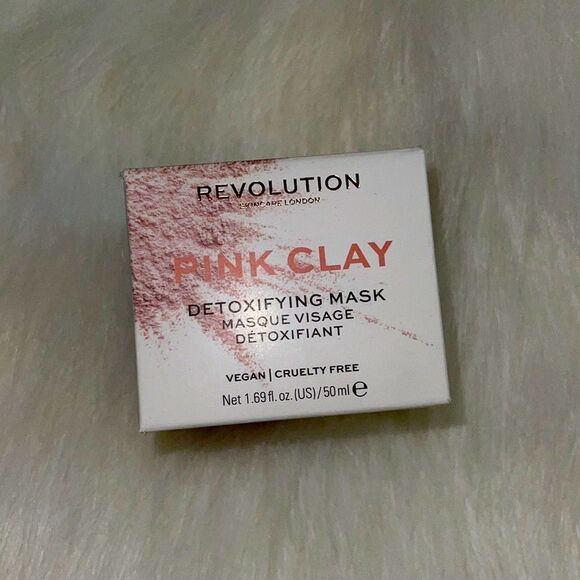 REVOLUTION
SKINCARE LONDON
PINK CLAY
DETOXIFYING MASK
MASQUE VISAGE
DÉTOXIFIANT
VEGAN | CRUELTY FREE
Net 1.69 fl. oz. (US) / 50 ml ℮